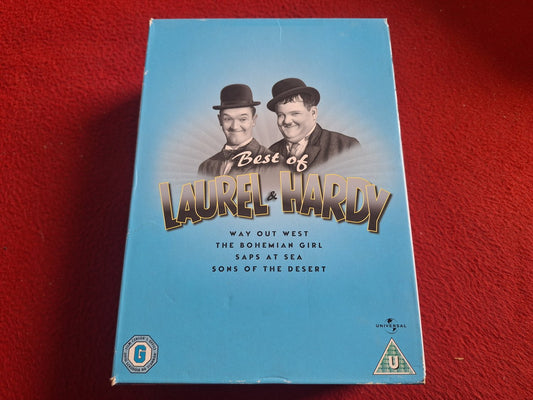 Best of
LAUREL & HARDY
WAY OUT WEST
THE BOHEMIAN GIRL
SAPS AT SEA
SONS OF THE DESERT
UNIVERSAL
G
U